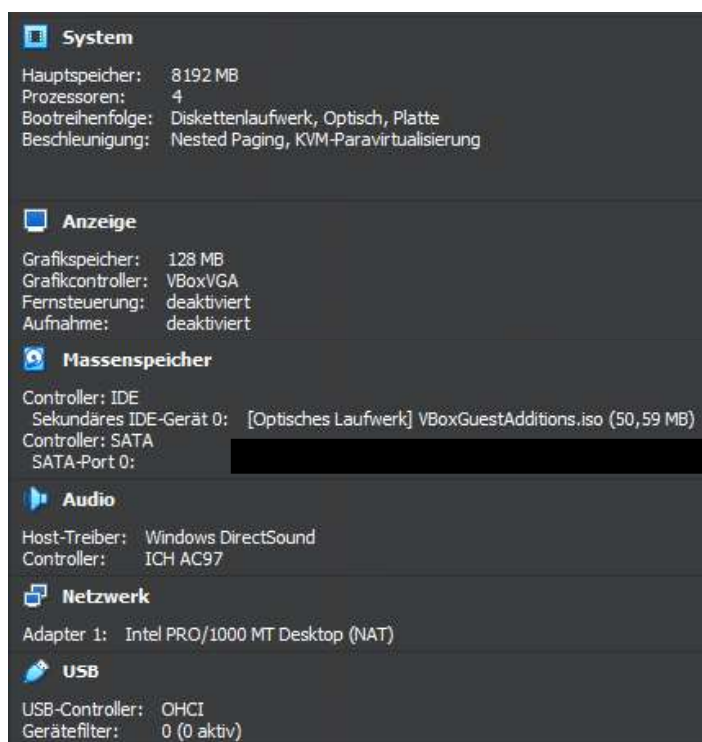 System
Hauptspeicher: 8192 MB
Prozessoren: 4
Bootreihenfolge: Diskettenlaufwerk, Optisch, Platte
Beschleunigung: Nested Paging, KVM-Paravirtualisierung
Anzeige
Grafikspeicher: 128 MB
Grafikcontroller: VBoxVGA
Fernsteuerung: deaktiviert
Aufnahme: deaktiviert
Massenspeicher
Controller: IDE
Sekundäres IDE-Gerät 0: [Optisches Laufwerk] VBoxGuestAdditions.iso (50,59 MB)
Controller: SATA
SATA-Port 0:
Audio
Host-Treiber: Windows DirectSound
Controller: ICH AC97
Netzwerk
Adapter 1: Intel PRO/1000 MT Desktop (NAT)
USB
USB-Controller: OHCI
Gerätefilter: 0 (0 aktiv)